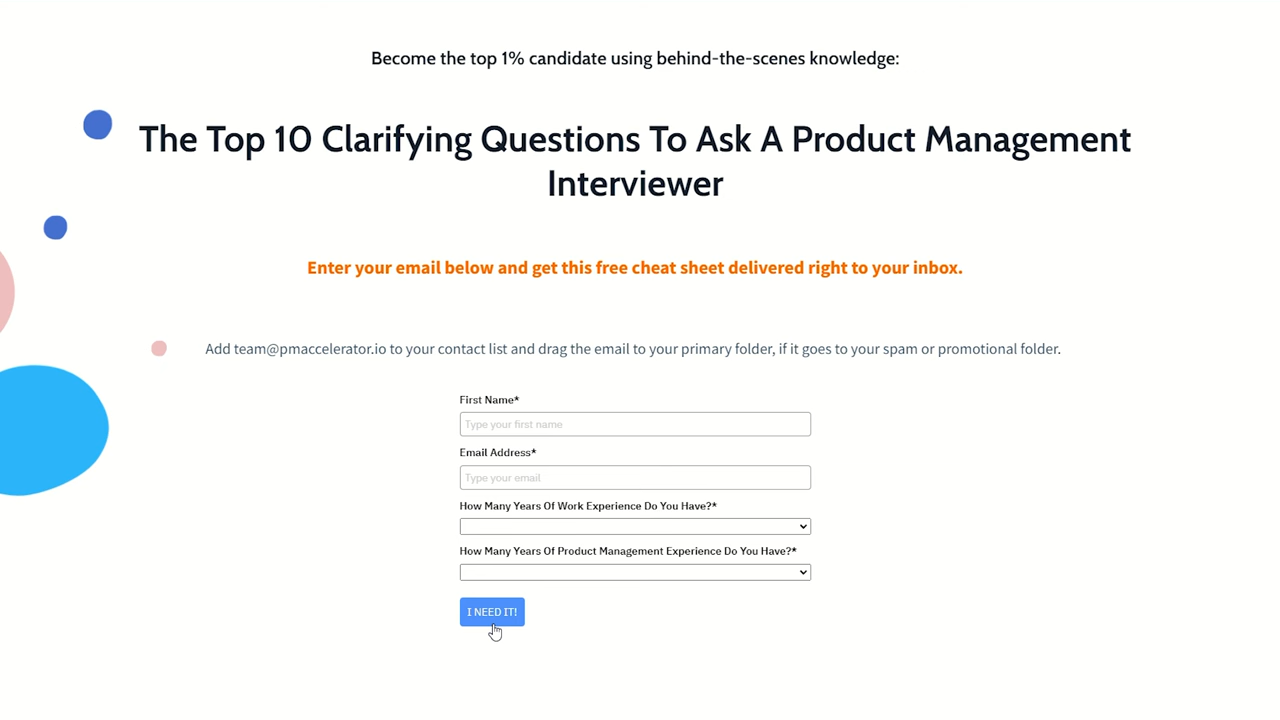 Become the top 1% candidate using behind-the-scenes knowledge:
The Top 10 Clarifying Questions To Ask A Product Management
Interviewer
Enter your email below and get this free cheat sheet delivered right to your inbox.
Add team@pmaccelerator.io to your contact list and drag the email to your primary folder, if it goes to your spam or promotional folder.
First Name*
Type your first name
Email Address*
Type your email
How Many Years Of Work Experience Do You Have?*
How Many Years Of Product Management Experience Do You Have?*
I NEED IT!